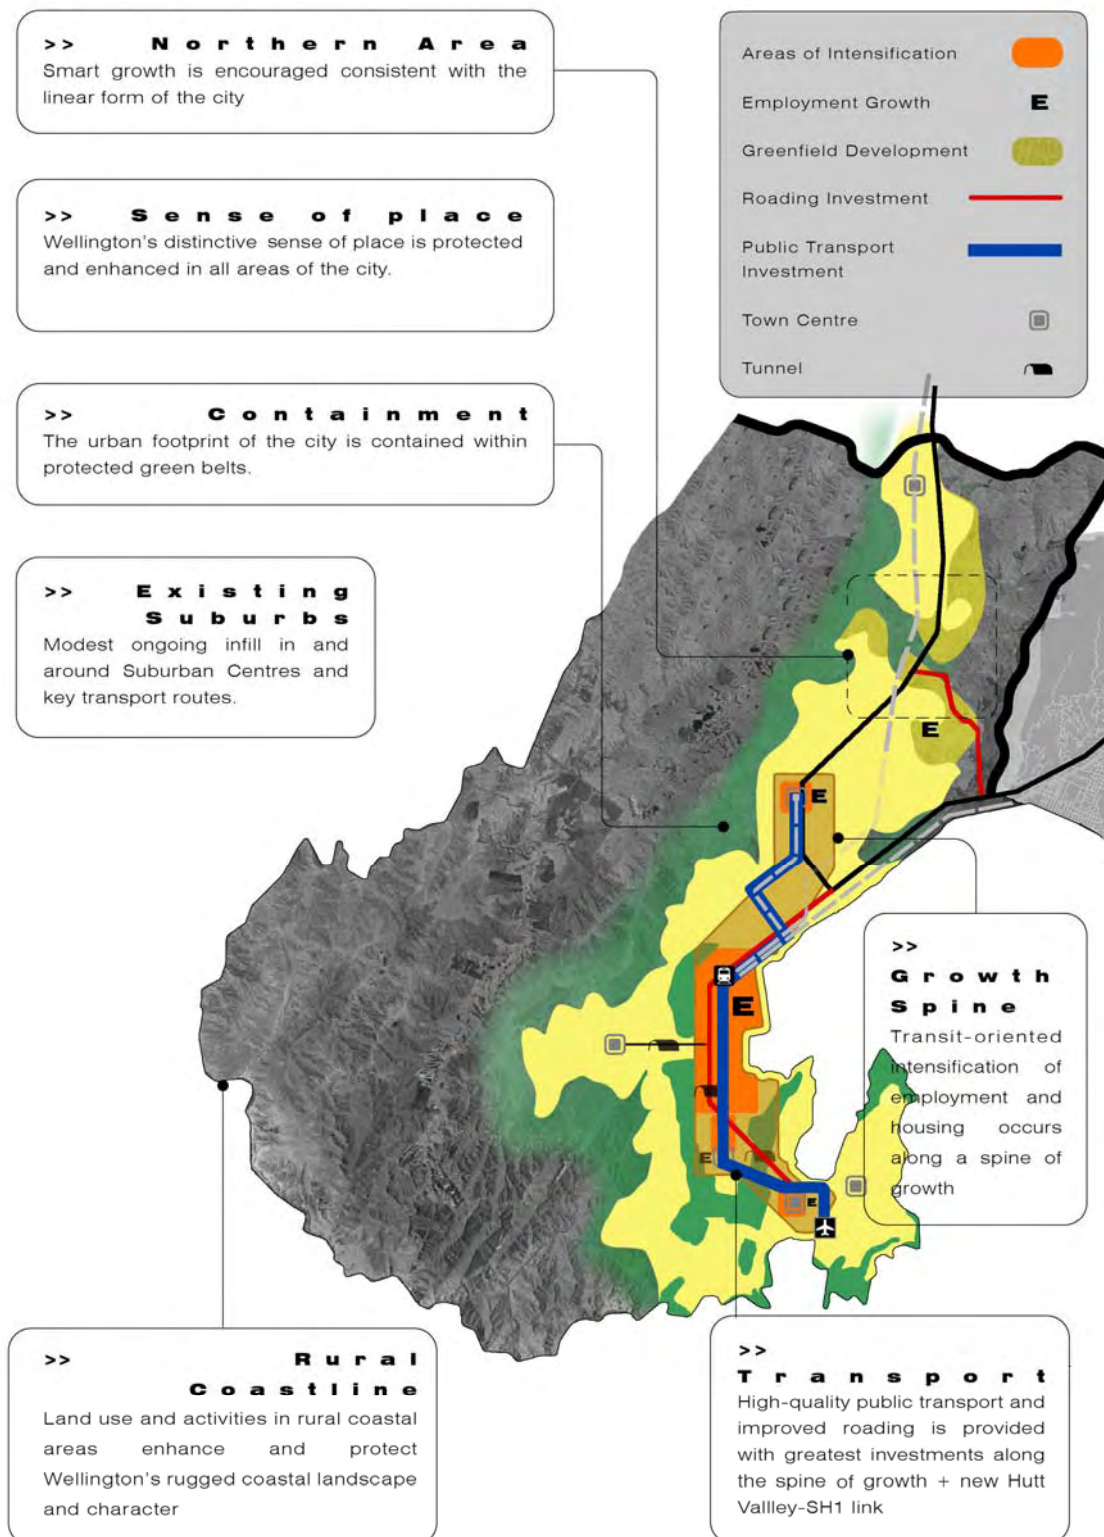 >> Northern Area
Smart growth is encouraged consistent with the
linear form of the city
>> Sense of place
Wellington's distinctive sense of place is protected
and enhanced in all areas of the city.
>> Containment
The urban footprint of the city is contained within
protected green belts.
>> Existing
Suburbs
Modest ongoing infill in and
around Suburban Centres and
key transport routes.
Areas of Intensification
Employment Growth E
Greenfield Development
Roading Investment
Public Transport
Investment
Town Centre
Tunnel
E
E
E
E
E
>>
Growth
Spine
Transit-oriented
intensification of
employment and
housing occurs
along a spine of
growth
>> Rural
Coastline
Land use and activities in rural coastal
areas enhance and protect
Wellington's rugged coastal landscape
and character
>>
Transport
High-quality public transport and
improved roading is provided
with greatest investments along
the spine of growth + new Hutt
Vallley-SH1 link